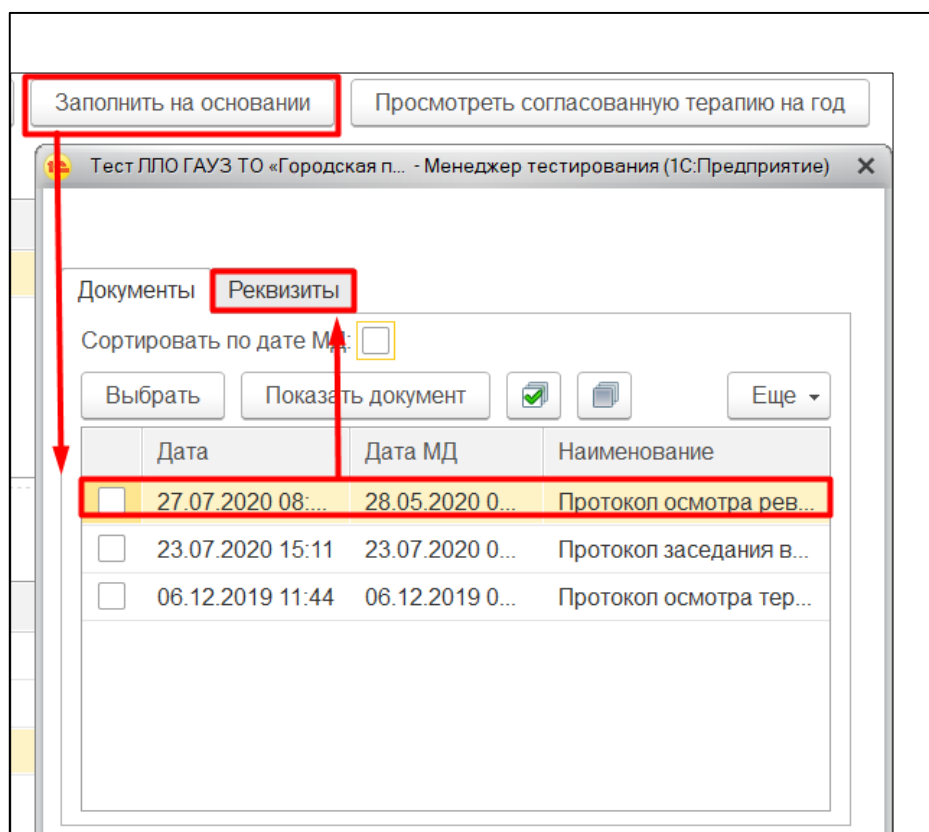 Заполнить на основании Просмотреть согласованную терапию на год
Тест ППО ГАУЗ ТО «Городская п... - Менеджер тестирования (1С:Предприятие)
Документы Реквизиты
Сортировать по дате МД:
Выбрать Показать документ Еще
Дата Дата МД Наименование
27.07.2020 08:... 28.05.2020 0... Протокол осмотра рев...
23.07.2020 15:11 23.07.2020 0... Протокол заседания в...
06.12.2019 11:44 06.12.2019 0... Протокол осмотра тер...